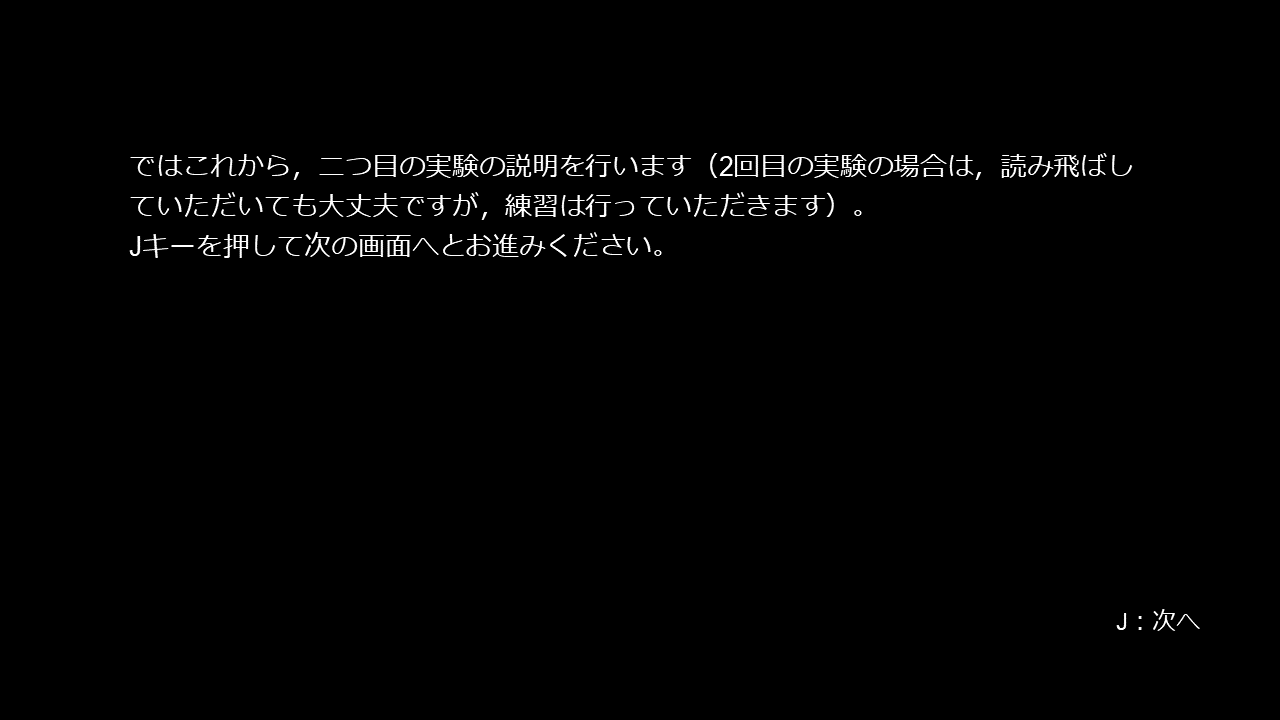 ではこれから，二つ目の実験の説明を行います（2回目の実験の場合は，読み飛ばし
ていただいても大丈夫ですが，練習は行っていただきます）。
Jキーを押して次の画面へとお進みください。
J：次へ